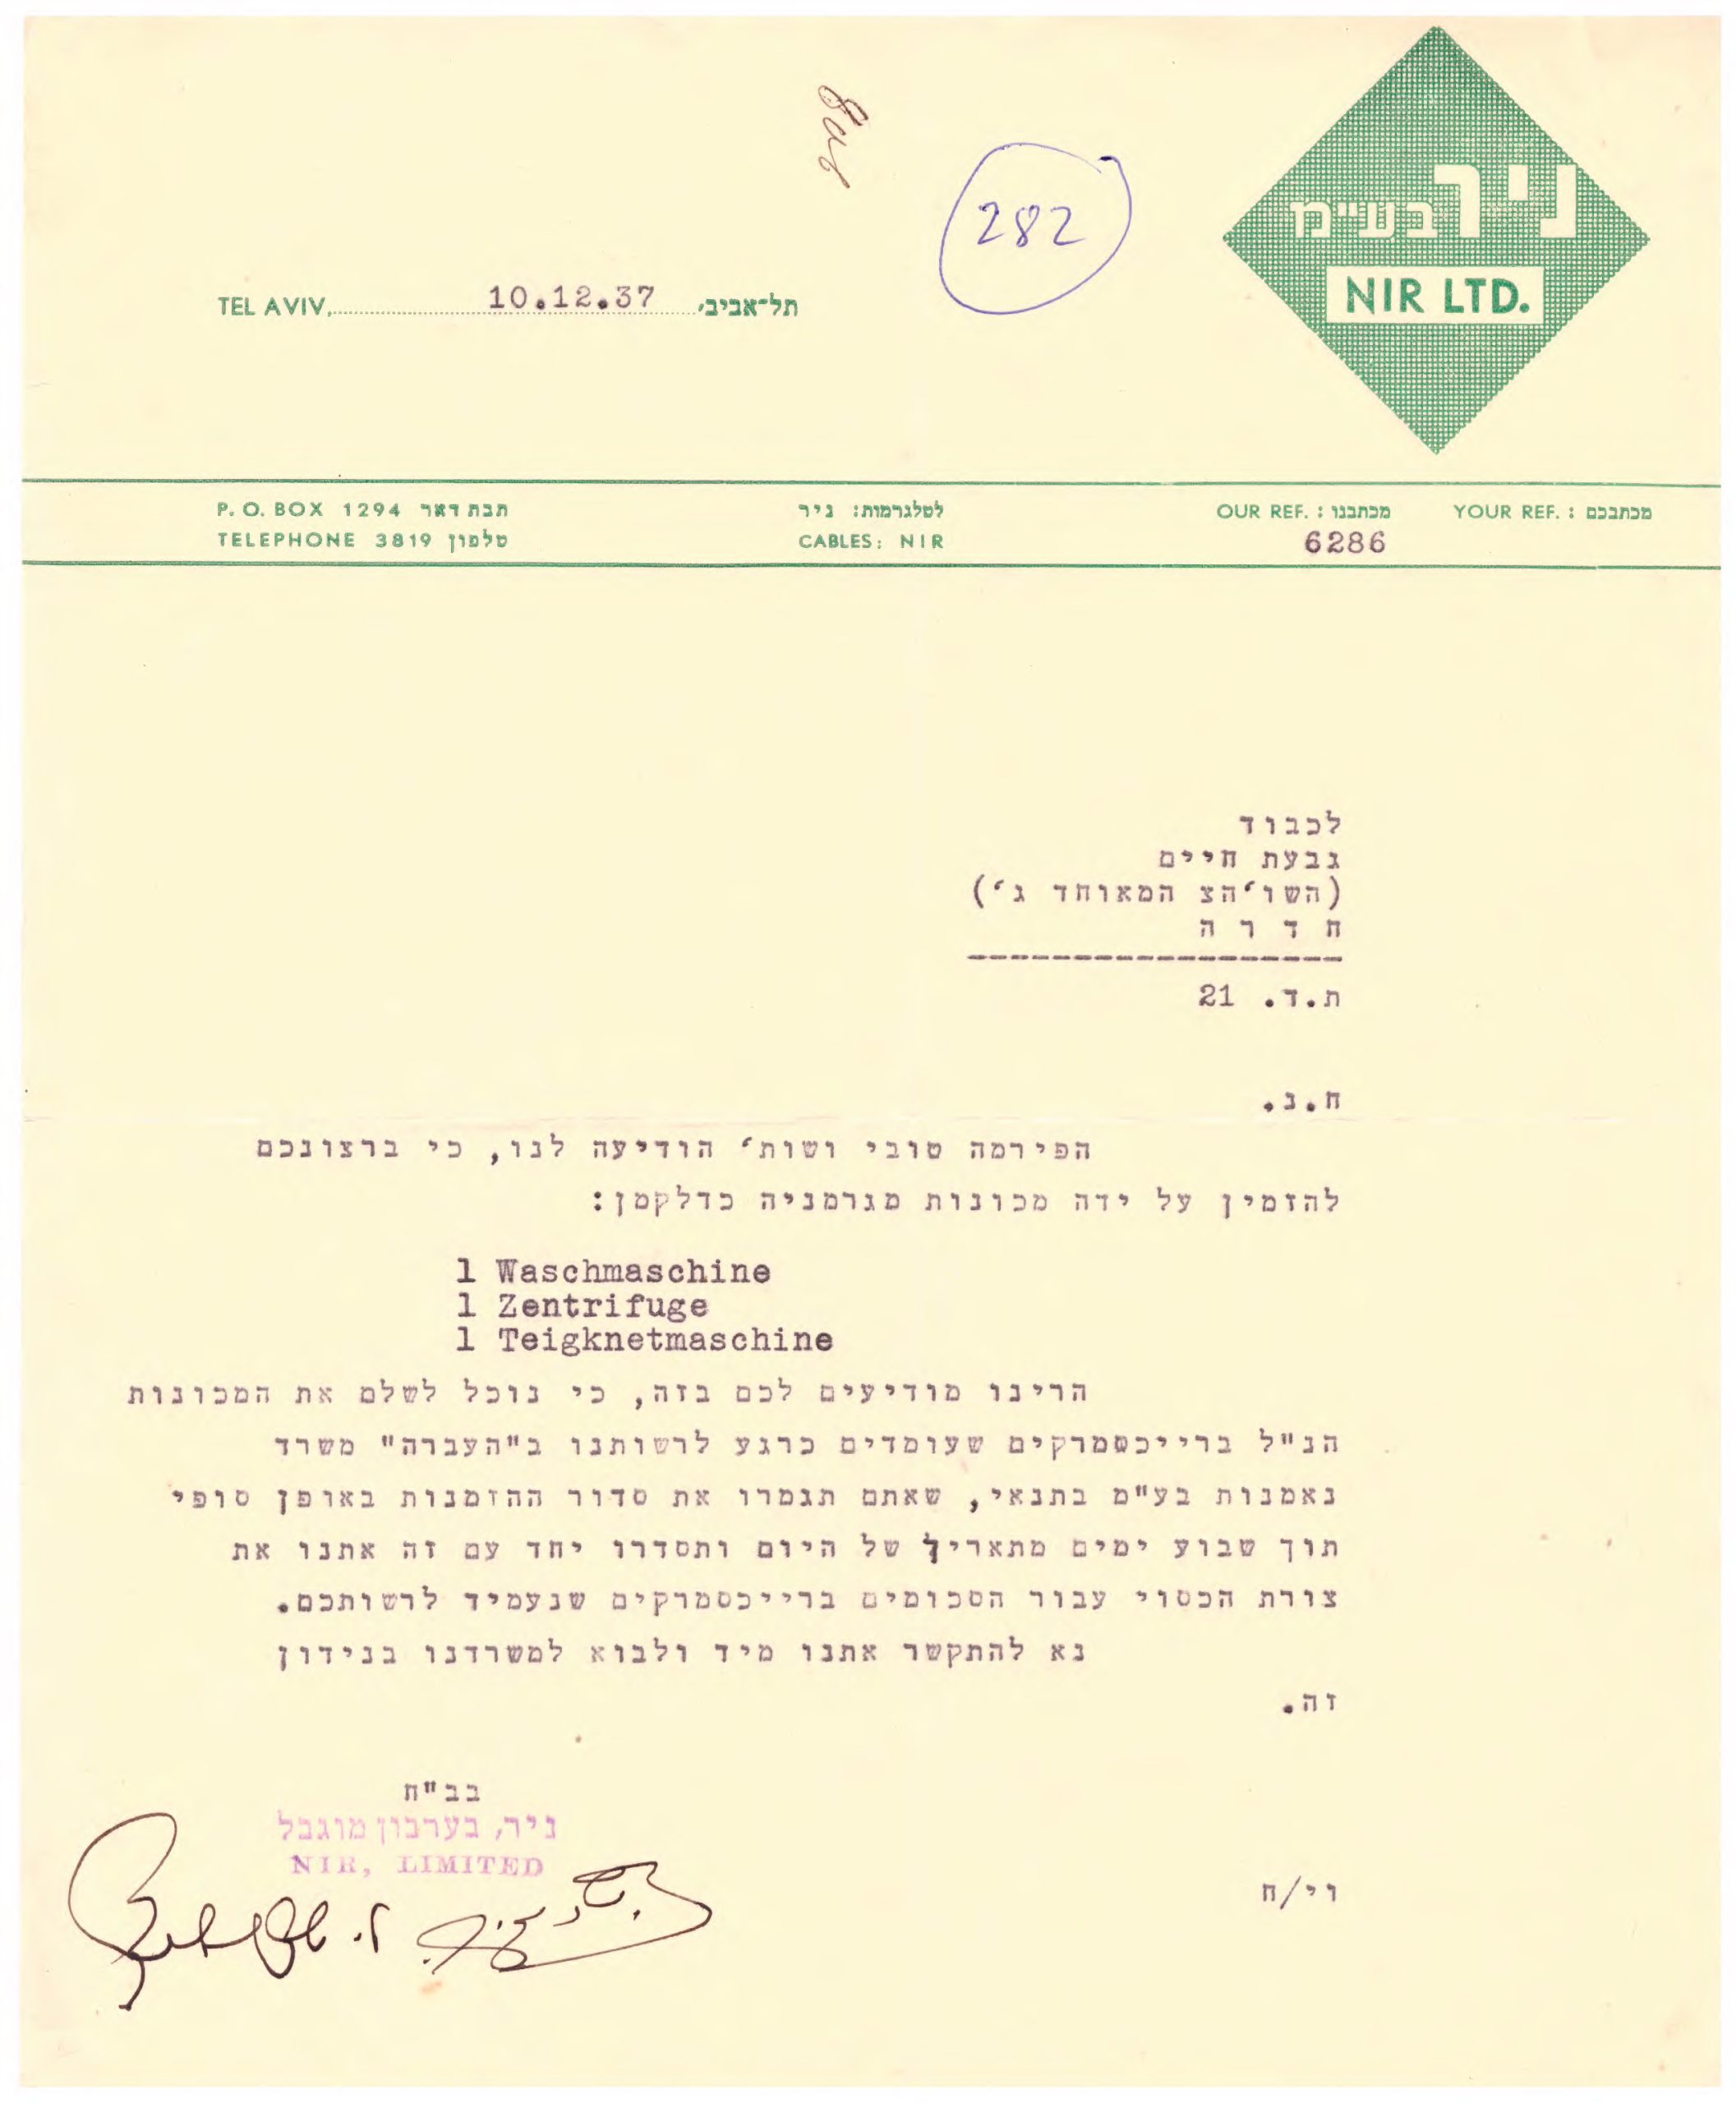 282
ניר בע"מ
NIR LTD.
TEL AVIV, 10.12.37 תל־אביב,
YOUR REF. : מכתבכם
OUR REF. : מכתבנו
6286
לטלגרמות: ניר
CABLES: NIR
P. O. BOX 1294 תבת דאר
TELEPHONE 3819 טלפון
לכבוד
גבעת חיים
(השו'הצ המאוחד ג')
ח ד ר ה
ת.ד. 21
ח.נ.
הפירמה טובי ושות' הודיעה לנו, כי ברצונכם
להזמין על ידה מכונות מגרמניה כדלקמן:
1 Waschmaschine
1 Zentrifuge
1 Teigknetmaschine
הרינו מודיעים לכם בזה, כי נוכל לשלם את המכונות
הנ"ל ברייכסמרקים שעומדים כרגע לרשותנו ב"העברה" משרד
נאמנות בע"מ בתנאי, שאתם תגמרו את סדור ההזמנות באופן סופי
תוך שבוע ימים מתאריך של היום ותסדרו יחד עם זה אתנו את
צורת הכסוי עבור הסכומים ברייכסמרקים שנעמיד לרשותכם.
נא להתקשר אתנו מיד ולבוא למשרדנו בנידון
זה.
בב"ח
ניר, בערבון מוגבל
NIR, LIMITED
וי/ח